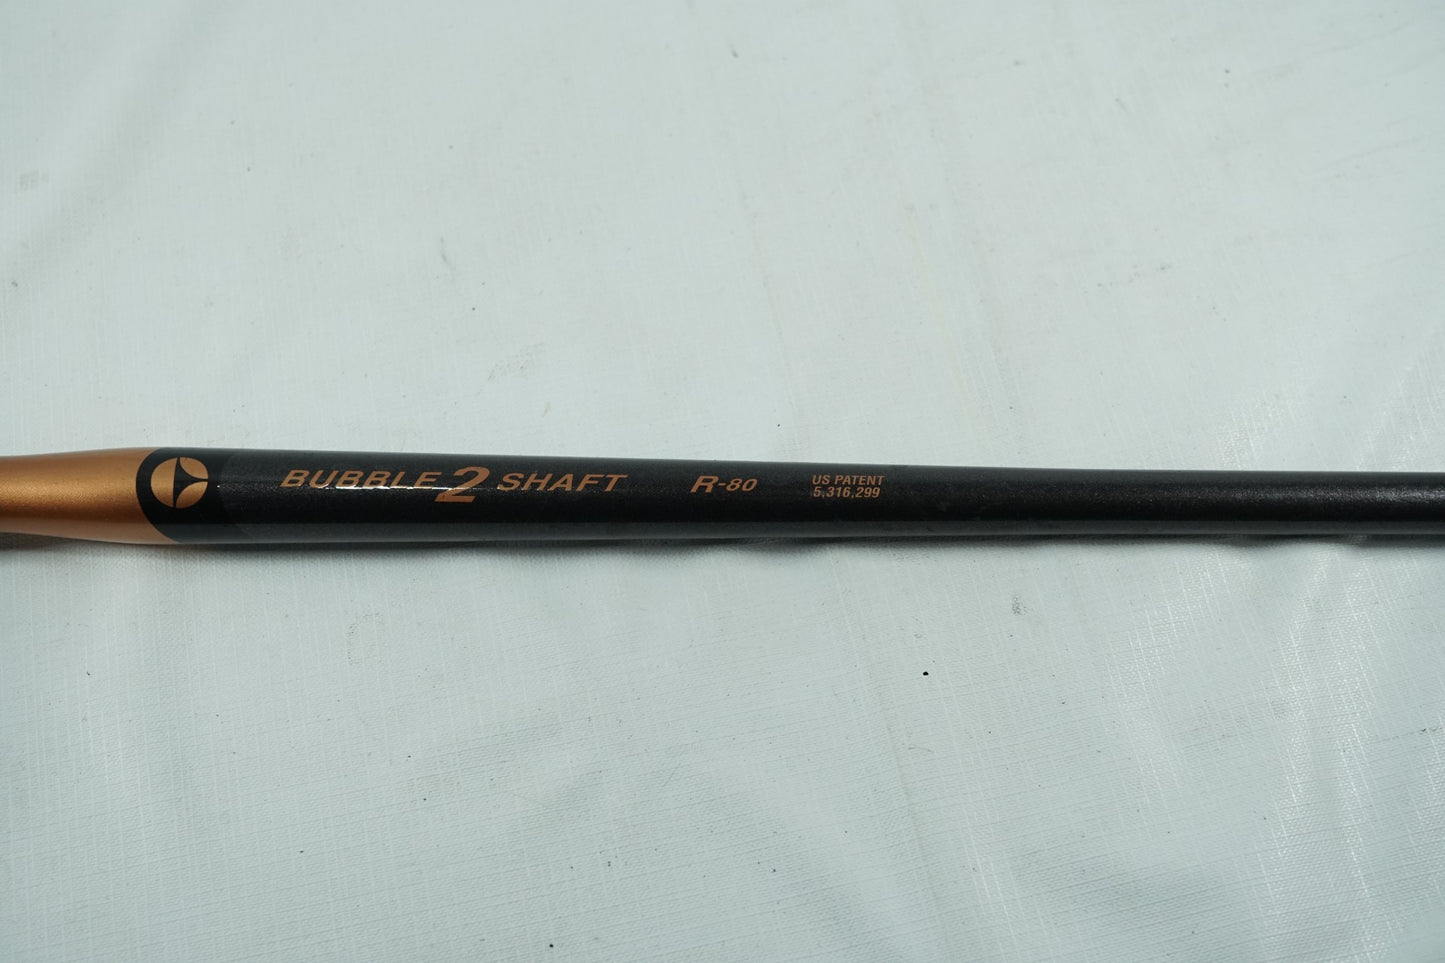 BUBBLE 2 SHAFT R-80
US PATENT
5,316,299